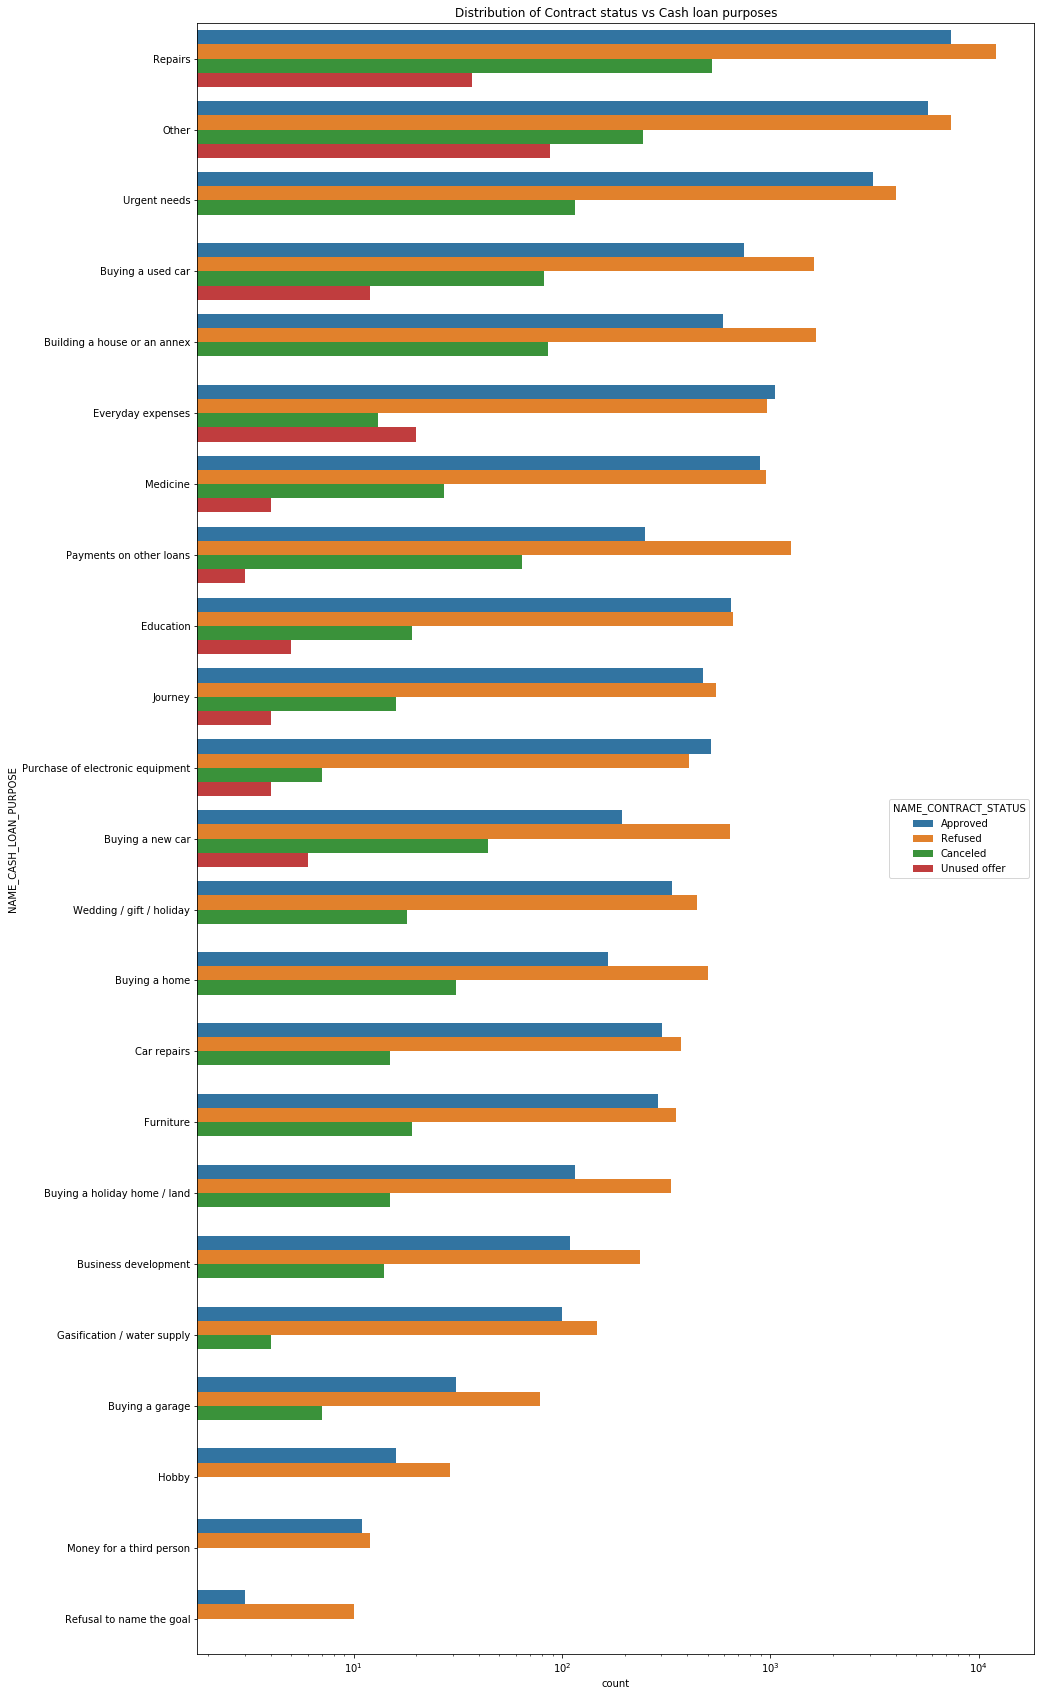 Distribution of Contract status vs Cash loan purposes
Repairs
Other
Urgent needs
Buying a used car
Building a house or an annex
Everyday expenses
Medicine
Payments on other loans
Education
Journey
Purchase of electronic equipment
Buying a new car
Wedding / gift / holiday
Buying a home
Car repairs
Furniture
Buying a holiday home / land
Business development
Gasification / water supply
Buying a garage
Hobby
Money for a third person
Refusal to name the goal
NAME_CASH_LOAN_PURPOSE
NAME_CONTRACT_STATUS
Approved
Refused
Canceled
Unused offer
10¹ 10² 10³ 10⁴
count